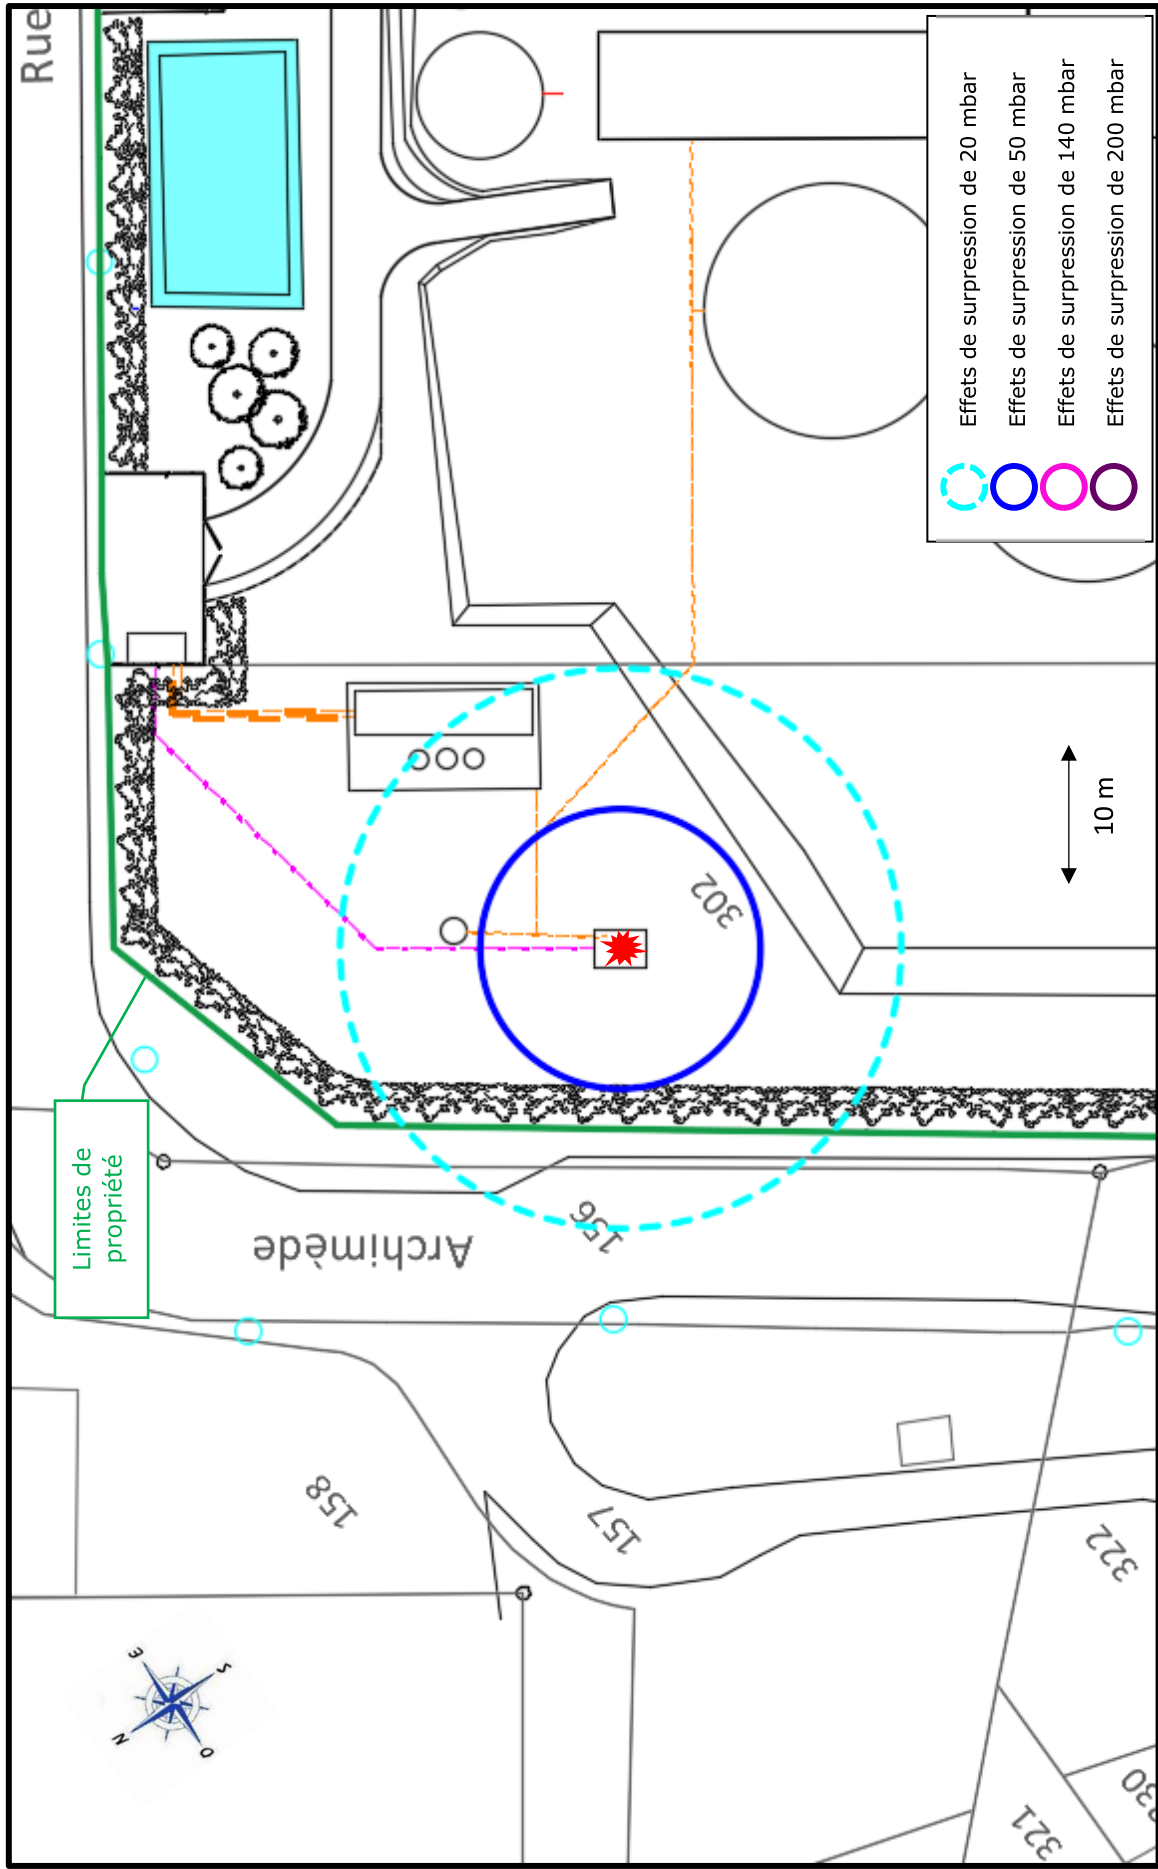 Rue
Effets de surpression de 20 mbar
Effets de surpression de 50 mbar
Effets de surpression de 140 mbar
Effets de surpression de 200 mbar
10 m
302
Limites de
propriété
Archimède
156
158
157
322
321
N
E
S
O